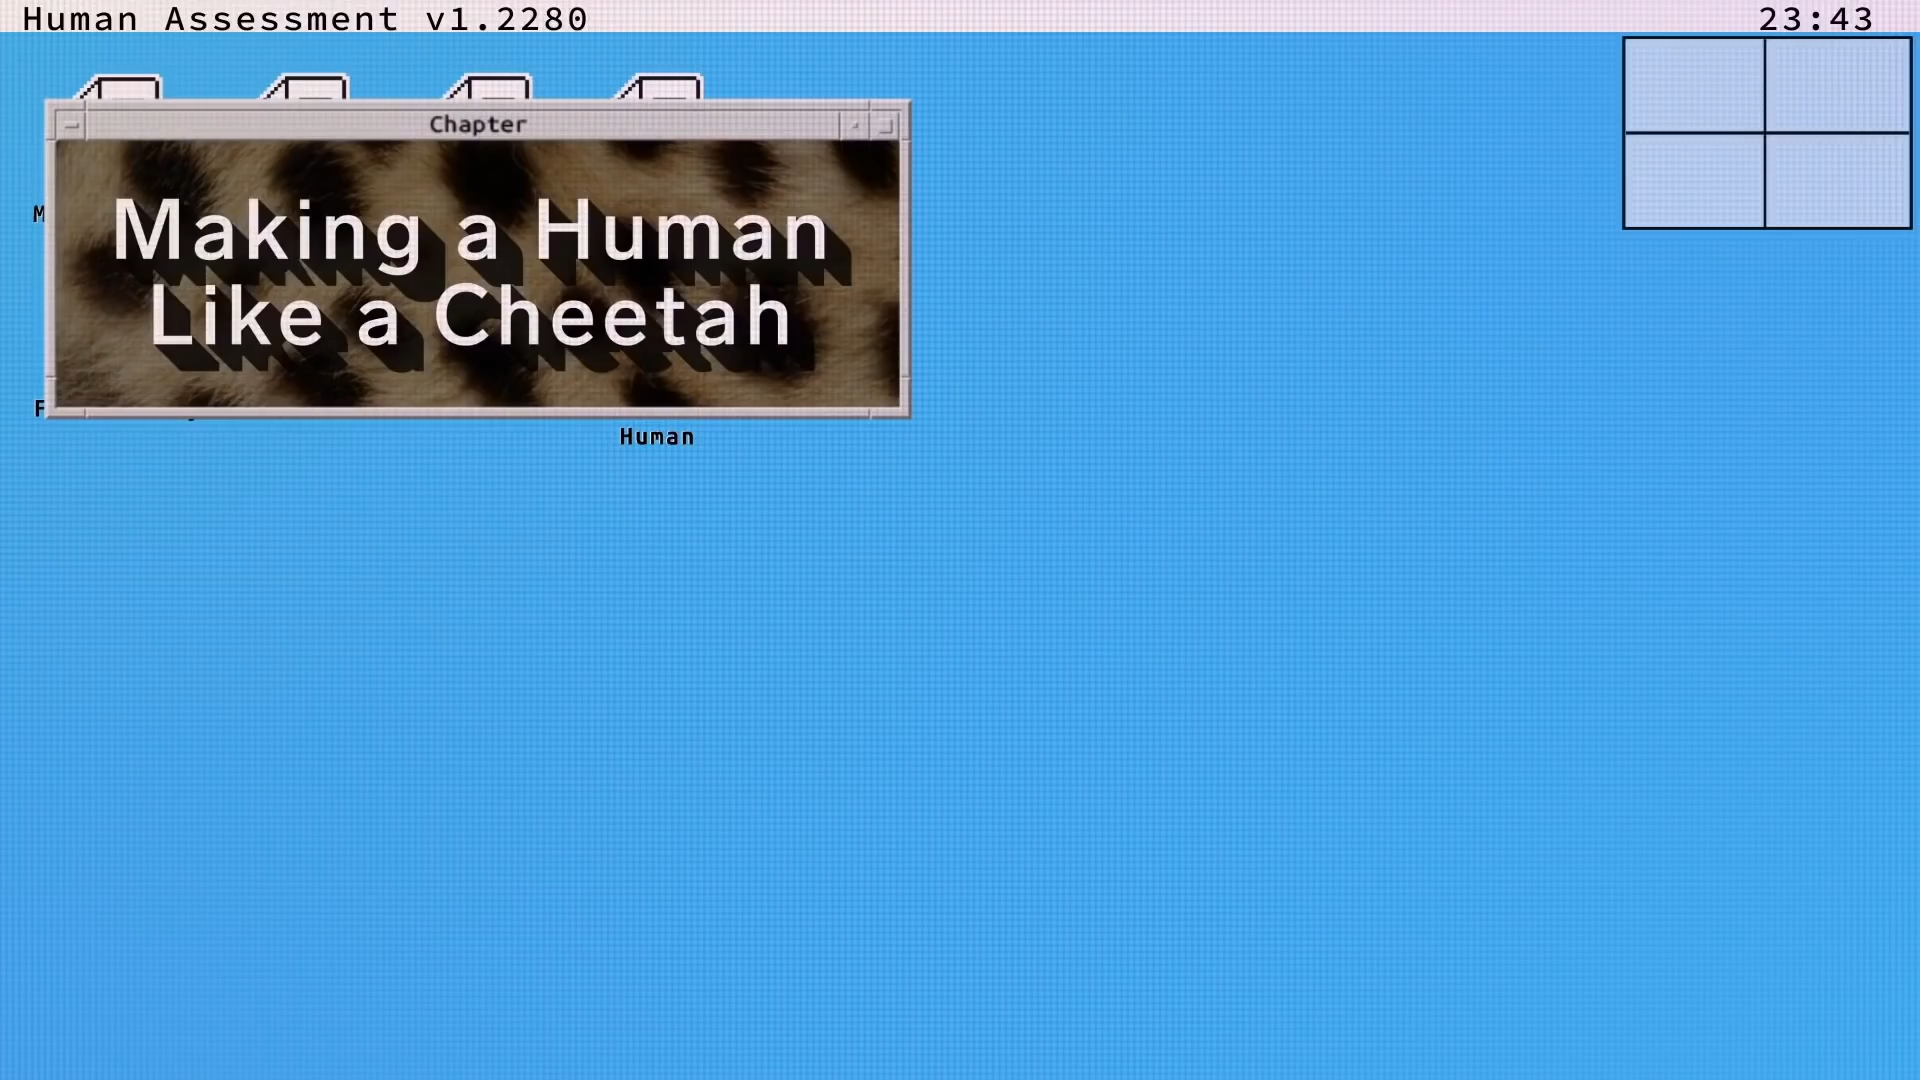 Human Assessment v1.2280
23:43
Chapter
Making a Human
Like a Cheetah
Human